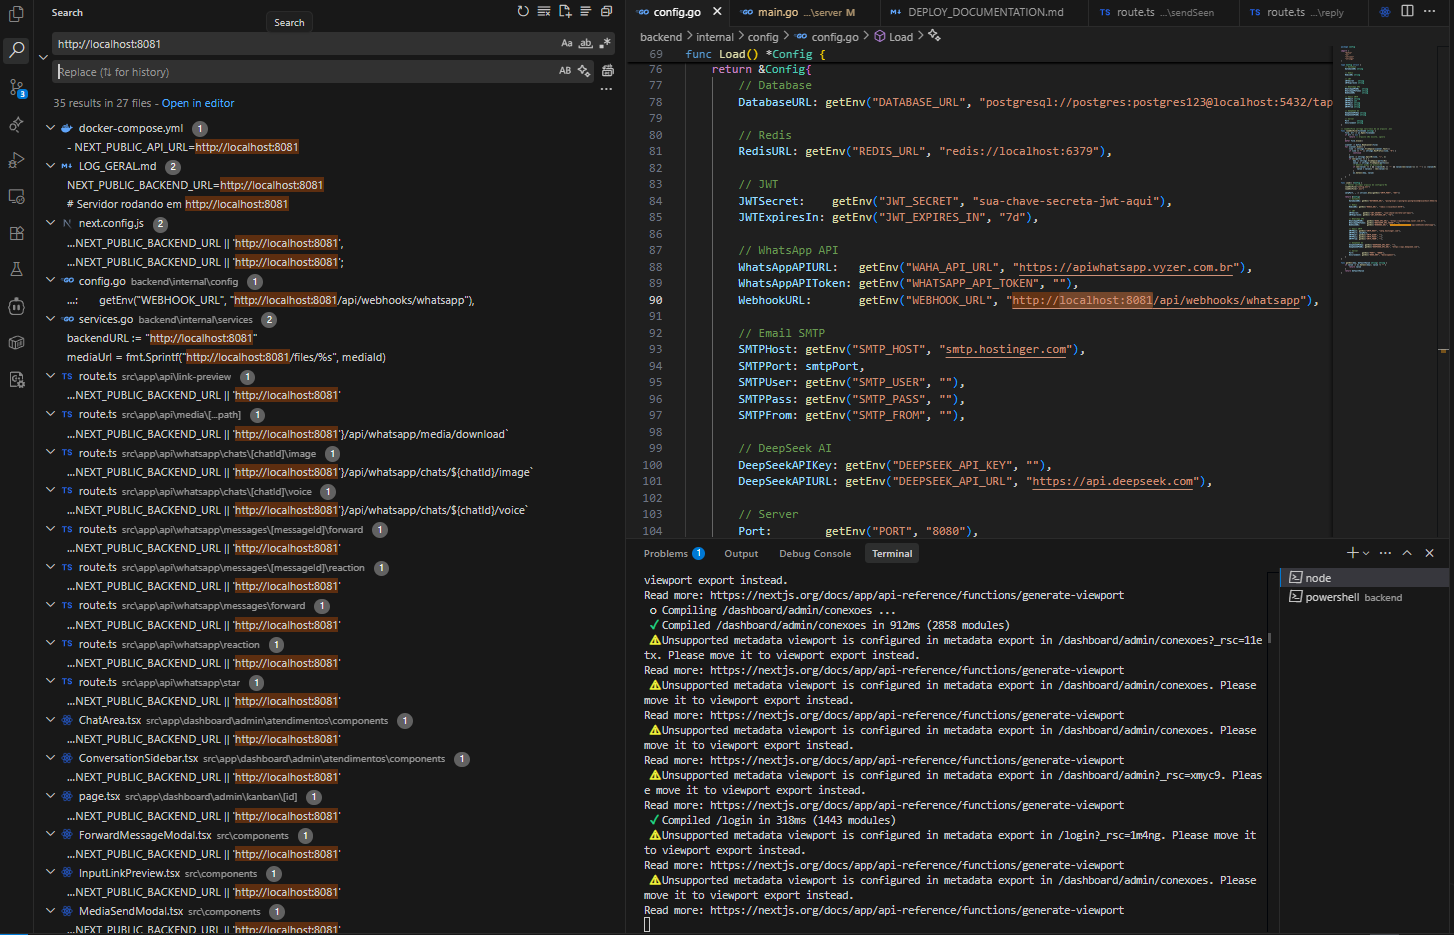 Search
Search
http://localhost:8081
Aa ab .*
Replace (⇅ for history)
AB
35 results in 27 files - Open in editor
docker-compose.yml 1
- NEXT_PUBLIC_API_URL=http://localhost:8081
LOG_GERAL.md 2
NEXT_PUBLIC_BACKEND_URL=http://localhost:8081
# Servidor rodando em http://localhost:8081
next.config.js 2
...NEXT_PUBLIC_BACKEND_URL || 'http://localhost:8081',
...NEXT_PUBLIC_BACKEND_URL || 'http://localhost:8081';
config.go backend\internal\config 1
...: getEnv("WEBHOOK_URL", "http://localhost:8081/api/webhooks/whatsapp"),
services.go backend\internal\services 2
backendURL := "http://localhost:8081"
mediaUrl = fmt.Sprintf("http://localhost:8081/files/%s", mediaId)
route.ts src\app\api\link-preview 1
...NEXT_PUBLIC_BACKEND_URL || 'http://localhost:8081'
route.ts src\app\api\media\[...path] 1
...NEXT_PUBLIC_BACKEND_URL || 'http://localhost:8081'}/api/whatsapp/media/download`
route.ts src\app\api\whatsapp\chats\[chatId]\image 1
...NEXT_PUBLIC_BACKEND_URL || 'http://localhost:8081'}/api/whatsapp/chats/${chatId}/image`
route.ts src\app\api\whatsapp\chats\[chatId]\voice 1
...NEXT_PUBLIC_BACKEND_URL || 'http://localhost:8081'}/api/whatsapp/chats/${chatId}/voice`
route.ts src\app\api\whatsapp\messages\[messageId]\forward 1
...NEXT_PUBLIC_BACKEND_URL || 'http://localhost:8081'
route.ts src\app\api\whatsapp\messages\[messageId]\reaction 1
...NEXT_PUBLIC_BACKEND_URL || 'http://localhost:8081'
route.ts src\app\api\whatsapp\messages\forward 1
...NEXT_PUBLIC_BACKEND_URL || 'http://localhost:8081'
route.ts src\app\api\whatsapp\reaction 1
...NEXT_PUBLIC_BACKEND_URL || 'http://localhost:8081'
route.ts src\app\api\whatsapp\star 1
...NEXT_PUBLIC_BACKEND_URL || 'http://localhost:8081'
ChatArea.tsx src\app\dashboard\admin\atendimentos\components 1
...NEXT_PUBLIC_BACKEND_URL || 'http://localhost:8081'
ConversationSidebar.tsx src\app\dashboard\admin\atendimentos\components 1
...NEXT_PUBLIC_BACKEND_URL || 'http://localhost:8081'
page.tsx src\app\dashboard\admin\kanban\[id] 1
...NEXT_PUBLIC_BACKEND_URL || 'http://localhost:8081'
ForwardMessageModal.tsx src\components 1
...NEXT_PUBLIC_BACKEND_URL || 'http://localhost:8081'
InputLinkPreview.tsx src\components 1
...NEXT_PUBLIC_BACKEND_URL || 'http://localhost:8081'
MediaSendModal.tsx src\components 1
...NEXT_PUBLIC_BACKEND_URL || 'http://localhost:8081'
3
config.go main.go ...\server M DEPLOY_DOCUMENTATION.md route.ts ...\sendSeen route.ts ...\reply
backend > internal > config > config.go > Load >
69 func Load() *Config {
76 return &Config{
77 // Database
78 DatabaseURL: getEnv("DATABASE_URL", "postgresql://postgres:postgres123@localhost:5432/tap
79
80 // Redis
81 RedisURL: getEnv("REDIS_URL", "redis://localhost:6379"),
82
83 // JWT
84 JWTSecret: getEnv("JWT_SECRET", "sua-chave-secreta-jwt-aqui"),
85 JWTExpiresIn: getEnv("JWT_EXPIRES_IN", "7d"),
86
87 // WhatsApp API
88 WhatsAppAPIURL: getEnv("WAHA_API_URL", "https://apiwhatsapp.vyzer.com.br"),
89 WhatsAppAPIToken: getEnv("WHATSAPP_API_TOKEN", ""),
90 WebhookURL: getEnv("WEBHOOK_URL", "http://localhost:8081/api/webhooks/whatsapp"),
91
92 // Email SMTP
93 SMTPHost: getEnv("SMTP_HOST", "smtp.hostinger.com"),
94 SMTPPort: smtpPort,
95 SMTPUser: getEnv("SMTP_USER", ""),
96 SMTPPass: getEnv("SMTP_PASS", ""),
97 SMTPFrom: getEnv("SMTP_FROM", ""),
98
99 // DeepSeek AI
100 DeepSeekAPIKey: getEnv("DEEPSEEK_API_KEY", ""),
101 DeepSeekAPIURL: getEnv("DEEPSEEK_API_URL", "https://api.deepseek.com"),
102
103 // Server
104 Port: getEnv("PORT", "8080"),
Problems 1 Output Debug Console Terminal
viewport export instead.
Read more: https://nextjs.org/docs/app/api-reference/functions/generate-viewport
o Compiling /dashboard/admin/conexoes ...
✓ Compiled /dashboard/admin/conexoes in 912ms (2858 modules)
⚠ Unsupported metadata viewport is configured in metadata export in /dashboard/admin/conexoes?_rsc=11e
tx. Please move it to viewport export instead.
Read more: https://nextjs.org/docs/app/api-reference/functions/generate-viewport
⚠ Unsupported metadata viewport is configured in metadata export in /dashboard/admin/conexoes. Please
move it to viewport export instead.
Read more: https://nextjs.org/docs/app/api-reference/functions/generate-viewport
⚠ Unsupported metadata viewport is configured in metadata export in /dashboard/admin/conexoes. Please
move it to viewport export instead.
Read more: https://nextjs.org/docs/app/api-reference/functions/generate-viewport
⚠ Unsupported metadata viewport is configured in metadata export in /dashboard/admin?_rsc=xmyc9. Pleas
e move it to viewport export instead.
Read more: https://nextjs.org/docs/app/api-reference/functions/generate-viewport
✓ Compiled /login in 318ms (1443 modules)
⚠ Unsupported metadata viewport is configured in metadata export in /login?_rsc=1m4ng. Please move it
to viewport export instead.
Read more: https://nextjs.org/docs/app/api-reference/functions/generate-viewport
⚠ Unsupported metadata viewport is configured in metadata export in /dashboard/admin/conexoes. Please
move it to viewport export instead.
Read more: https://nextjs.org/docs/app/api-reference/functions/generate-viewport
node
powershell backend